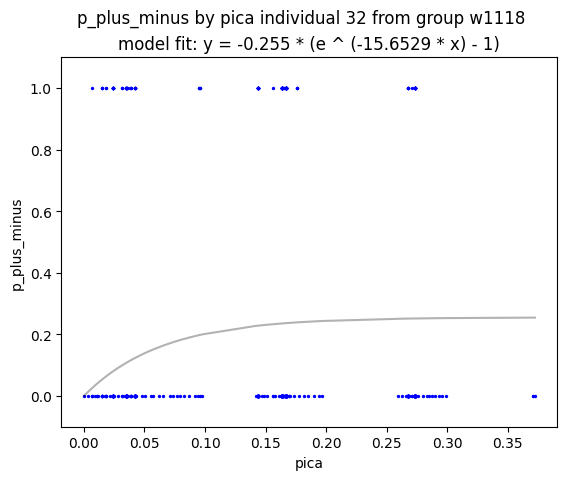 p_plus_minus by pica individual 32 from group w1118
model fit: y = -0.255 * (e ^ (-15.6529 * x) - 1)
1.0
0.8
0.6
0.4
0.2
0.0
p_plus_minus
0.00 0.05 0.10 0.15 0.20 0.25 0.30 0.35
pica